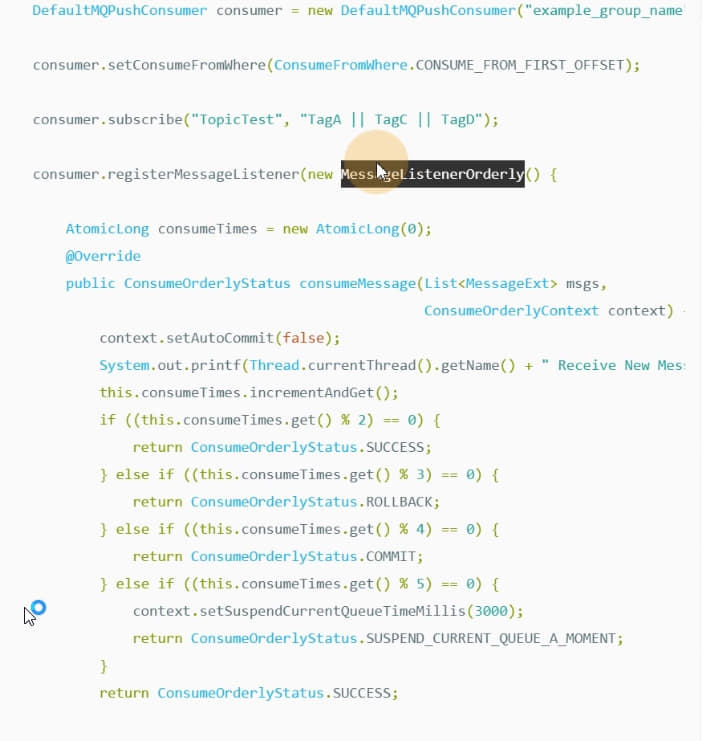 DefaultMQPushConsumer consumer = new DefaultMQPushConsumer("example_group_name"
consumer.setConsumeFromWhere(ConsumeFromWhere.CONSUME_FROM_FIRST_OFFSET);
consumer.subscribe("TopicTest", "TagA || TagC || TagD");
consumer.registerMessageListener(new MessageListenerOrderly() {
AtomicLong consumeTimes = new AtomicLong(0);
@Override
public ConsumeOrderlyStatus consumeMessage(List<MessageExt> msgs,
ConsumeOrderlyContext context)
context.setAutoCommit(false);
System.out.printf(Thread.currentThread().getName() + " Receive New Mes
this.consumeTimes.incrementAndGet();
if ((this.consumeTimes.get() % 2) == 0) {
return ConsumeOrderlyStatus.SUCCESS;
} else if ((this.consumeTimes.get() % 3) == 0) {
return ConsumeOrderlyStatus.ROLLBACK;
} else if ((this.consumeTimes.get() % 4) == 0) {
return ConsumeOrderlyStatus.COMMIT;
} else if ((this.consumeTimes.get() % 5) == 0) {
context.setSuspendCurrentQueueTimeMillis(3000);
return ConsumeOrderlyStatus.SUSPEND_CURRENT_QUEUE_A_MOMENT;
}
return ConsumeOrderlyStatus.SUCCESS;